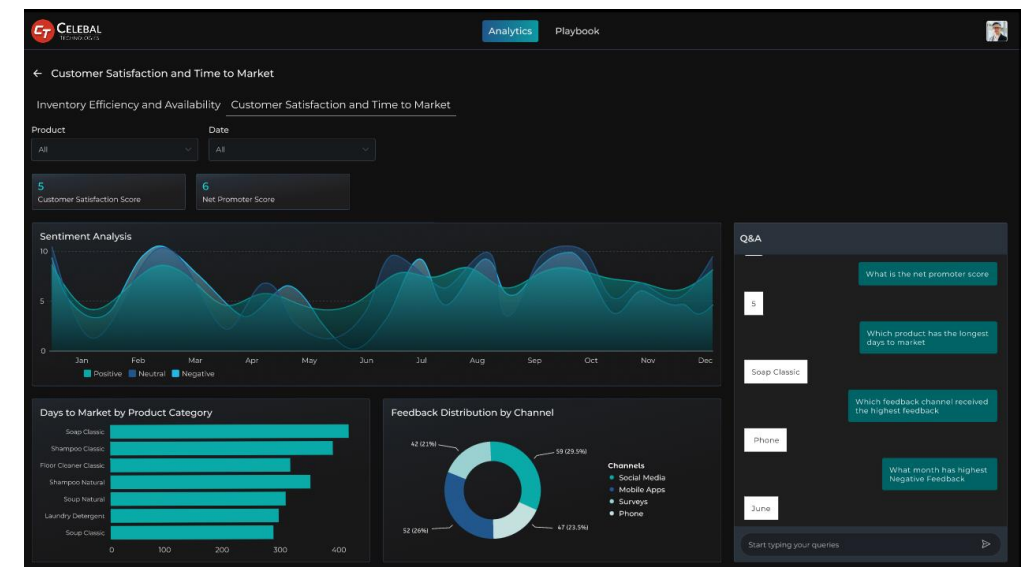 CT CELEBAL
TECHNOLOGIES
Analytics
Playbook
← Customer Satisfaction and Time to Market
Inventory Efficiency and Availability
Customer Satisfaction and Time to Market
Product
Date
All
All
5
Customer Satisfaction Score
6
Net Promoter Score
Sentiment Analysis
10
5
0
Jan Feb Mar Apr May Jun Jul Aug Sep Oct Nov Dec
Positive Neutral Negative
Days to Market by Product Category
Soap Classic
Shampoo Classic
Floor Cleaner Classic
Shampoo Natural
Soup Natural
Laundry Detergent
Soup Classic
0 100 200 300 400
Feedback Distribution by Channel
42 (21%)
59 (29.5%)
52 (26%)
47 (23.5%)
Channels
Social Media
Mobile Apps
Surveys
Phone
Q&A
What is the net promoter score
5
Which product has the longest
days to market
Soap Classic
Which feedback channel received
the highest feedback
Phone
What month has highest
Negative Feedback
June
Start typing your queries